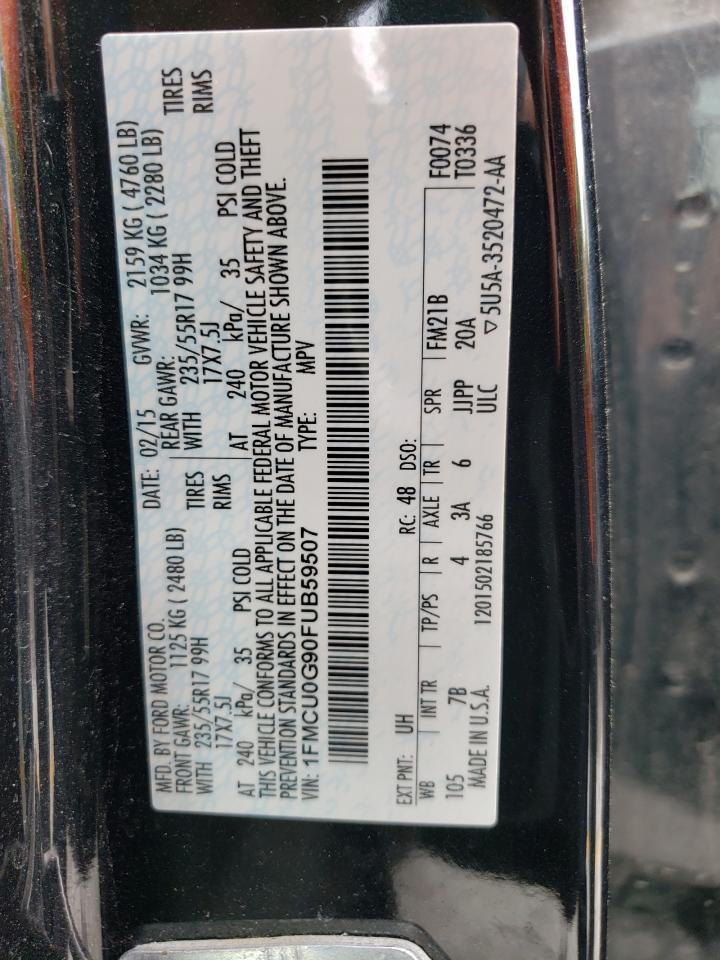 MFD. BY FORD MOTOR CO. DATE: 02/15 GVWR: 2159 KG ( 4760 LB)
FRONT GAWR: 1125 KG ( 2480 LB) REAR GAWR: 1034 KG ( 2280 LB)
WITH 235/55R17 99H TIRES WITH 235/55R17 99H TIRES
17X7.5J RIMS 17X7.5J RIMS
AT 240 kPa/ 35 PSI COLD AT 240 kPa/ 35 PSI COLD
THIS VEHICLE CONFORMS TO ALL APPLICABLE FEDERAL MOTOR VEHICLE SAFETY AND THEFT
PREVENTION STANDARDS IN EFFECT ON THE DATE OF MANUFACTURE SHOWN ABOVE.
VIN: 1FMCU0G90FUB59507 TYPE: MPV
EXT PNT: UH RC: 48 DSO: F0074
WB INT TR TP/PS R AXLE TR SPR FM21B T0336
105 7B 4 3A 6 JJPP 20A
MADE IN U.S.A. 1201502185766 ULC ▽5U5A-3520472-AA